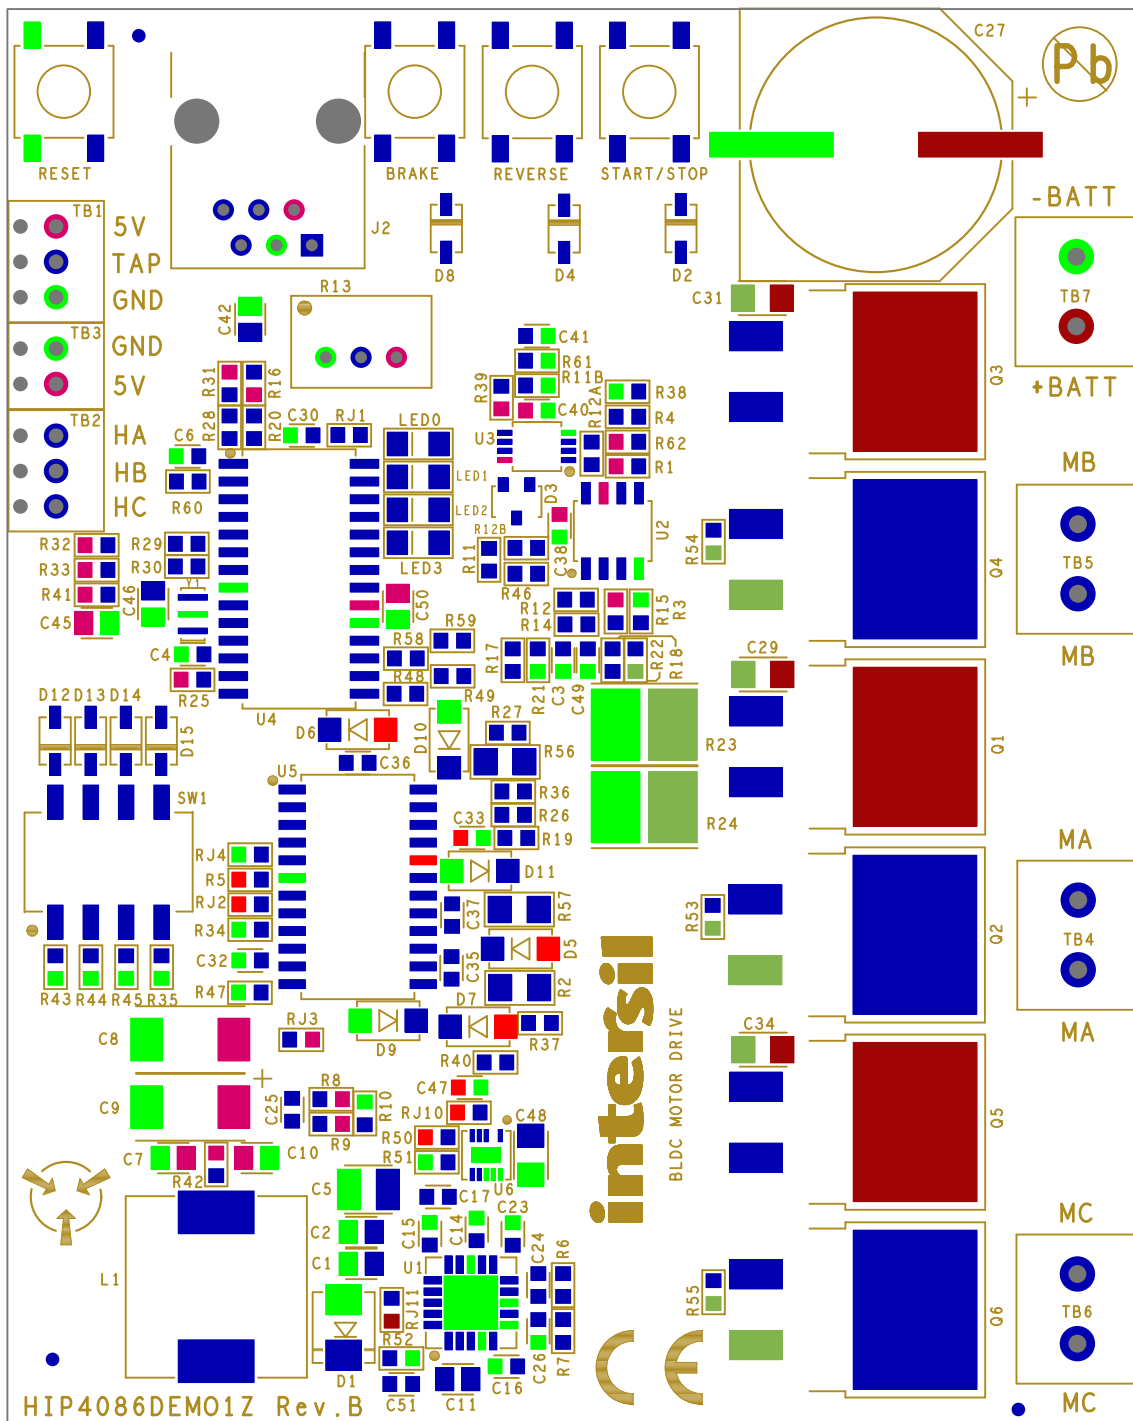 C27
Pb
+
RESET
BRAKE
REVERSE
START/STOP
TB1
5V
TAP
GND
J2
D8
D4
D2
-BATT
TB7
+BATT
TB3
GND
5V
TB2
HA
HB
HC
C42
R13
C31
Q3
R31
R16
R28
R20
C30
RJ1
C6
R60
LED0
LED1
LED2
LED3
C41
R61
R11B
R39
C40
R12A
R38
R4
R62
R1
U3
D3
R12B
U2
C38
R11
R46
MB
TB5
MB
R54
Q4
R32
R29
R33
R30
R41
Y1
C45
C46
C4
R25
C50
R59
R58
R48
R49
R12
R14
R15
R3
R17
R21
C3
C49
R22
R18
C29
D12
D13
D14
D15
U4
D6
D10
R27
R56
R23
Q1
C36
U5
SW1
R36
R26
R24
C33
R19
RJ4
R5
RJ2
R34
D11
MA
TB4
MA
C37
R57
R53
Q2
D5
C32
C35
R43
R44
R45
R35
R47
R2
D7
C8
RJ3
D9
R37
C34
R40
+
C9
C25
R8
R9
R10
C47
RJ10
C48
R50
R51
U6
intersil
BLDC MOTOR DRIVE
Q5
C7
R42
C10
C5
C17
C23
C2
C15
C14
C24
R6
MC
TB6
MC
L1
C1
U1
RJ11
R55
Q6
R52
D1
C51
C11
C16
C26
R7
CE
HIP4086DEMO1Z Rev.B